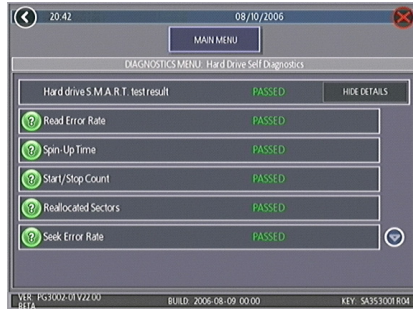 20:42 08/10/2006
MAIN MENU
DIAGNOSTICS MENU: Hard Drive Self Diagnostics
Hard drive S.M.A.R.T. test result PASSED HIDE DETAILS
? Read Error Rate PASSED
? Spin-Up Time PASSED
? Start/Stop Count PASSED
? Reallocated Sectors PASSED
? Seek Error Rate PASSED
VER: PG3002-01 V22.00 BUILD: 2006-08-09 00:00 KEY: SA353001 R04
BETA